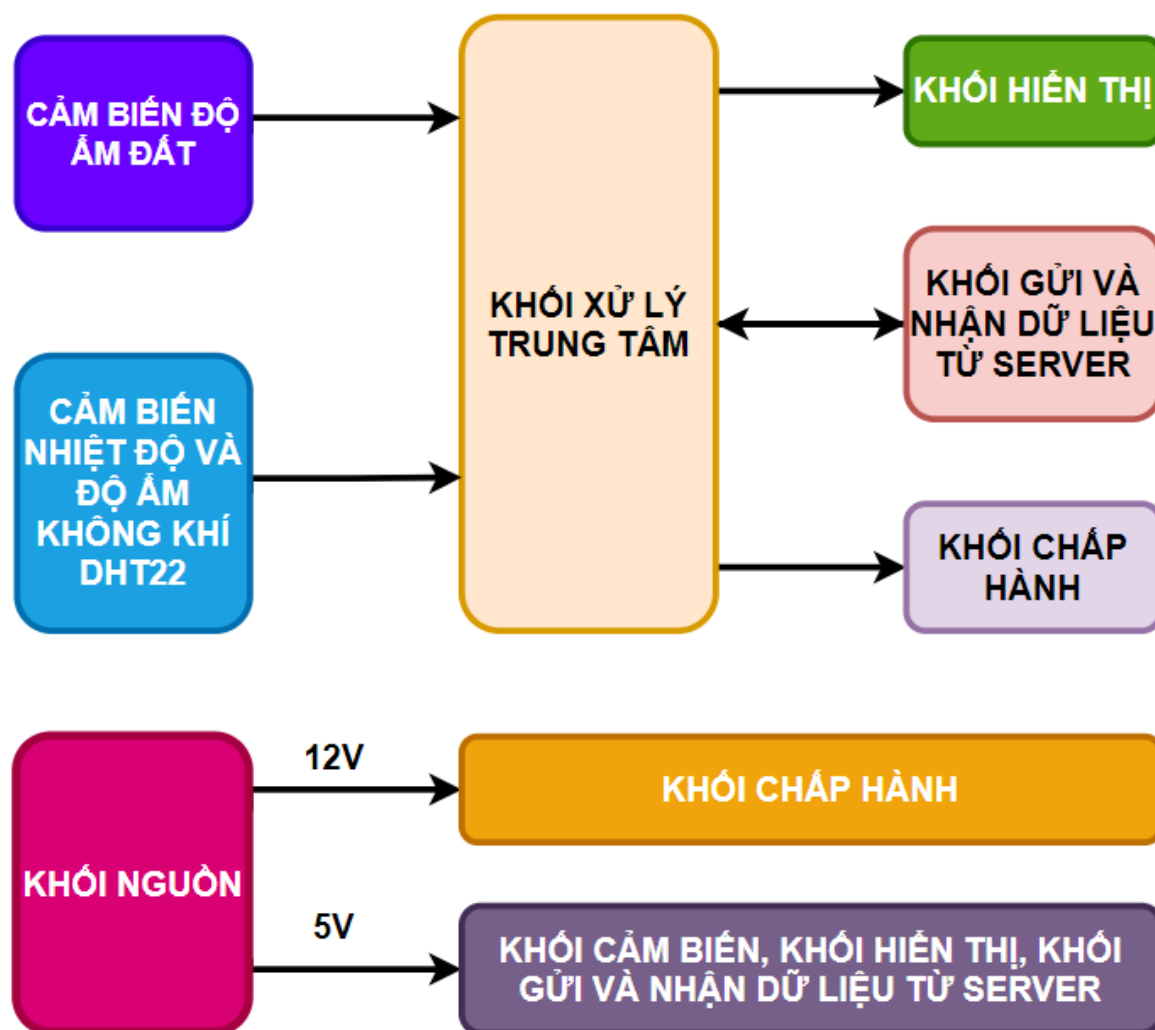 CẢM BIẾN ĐỘ
ẨM ĐẤT
KHỐI XỬ LÝ
TRUNG TÂM
KHỐI HIỂN THỊ
KHỐI GỬI VÀ
NHẬN DỮ LIỆU
TỪ SERVER
CẢM BIẾN
NHIỆT ĐỘ VÀ
ĐỘ ẨM
KHÔNG KHÍ
DHT22
KHỐI CHẤP
HÀNH
KHỐI NGUỒN
12V
KHỐI CHẤP HÀNH
5V
KHỐI CẢM BIẾN, KHỐI HIỂN THỊ, KHỐI
GỬI VÀ NHẬN DỮ LIỆU TỪ SERVER